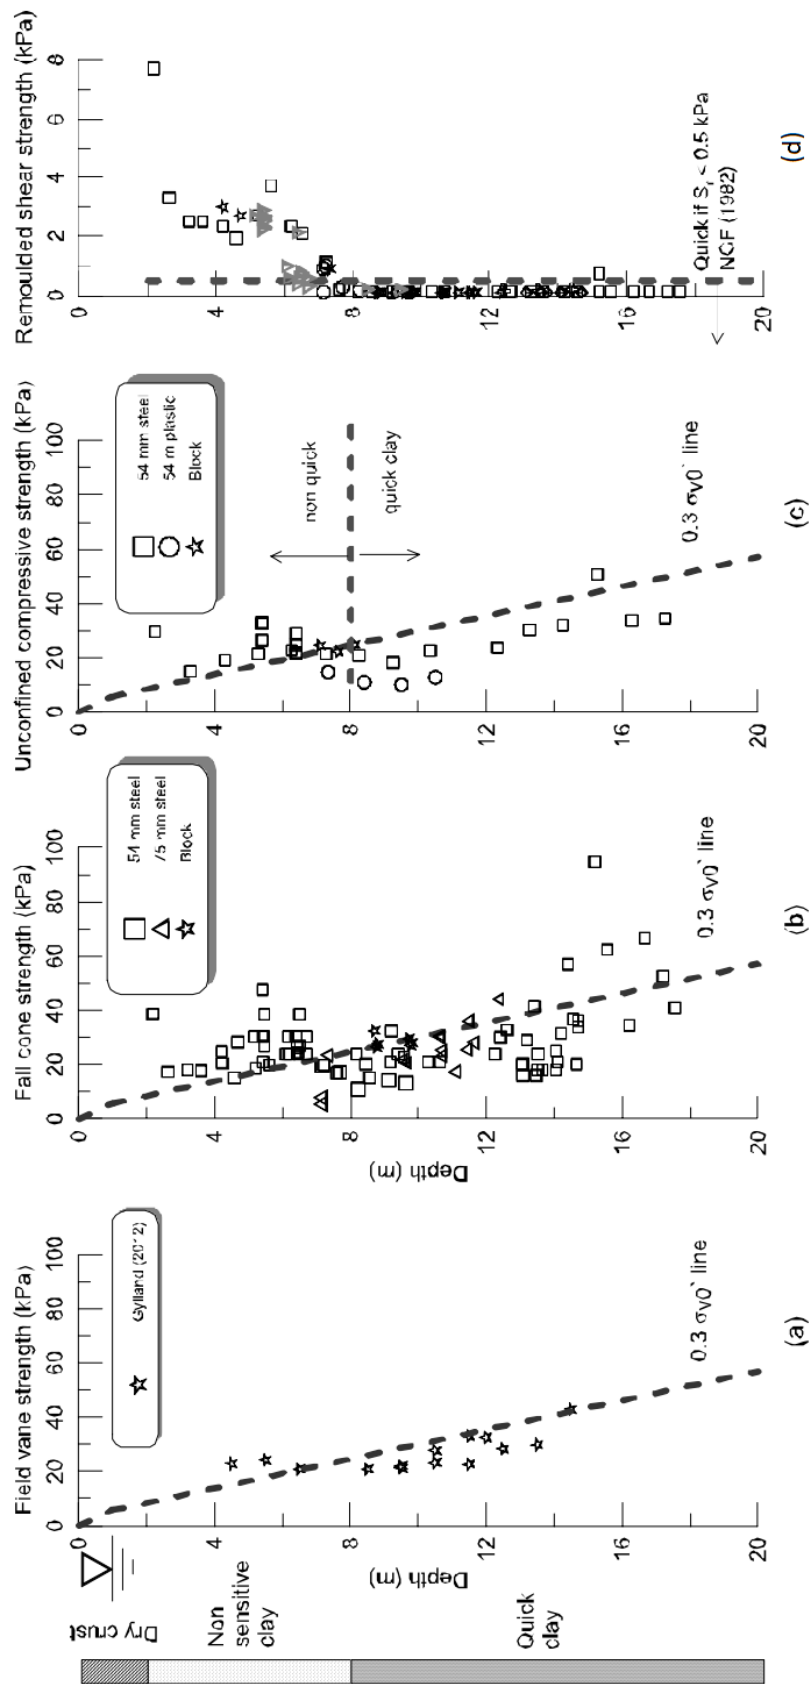 Dry crust
Non
sensitive
clay
Quick
clay
Field vane strength (kPa)
0 20 40 60 80 100
0
4
8
12
16
20
Depth (m)
Gylland (2012)
0.3 σv0` line
(a)
Fall cone strength (kPa)
0 20 40 60 80 100
0
4
8
12
16
20
Depth (m)
54 mm steel
75 mm steel
Block
0.3 σv0` line
(b)
Unconfined compressive strength (kPa)
0 20 40 60 80 100
0
4
8
12
16
20
54 mm steel
54 m plastic
Block
non quick
quick clay
0.3 σv0` line
(c)
Remoulded shear strength (kPa)
0 2 4 6 8
0
4
8
12
16
20
Quick if Sr < 0.5 kPa
NGF (1982)
(d)